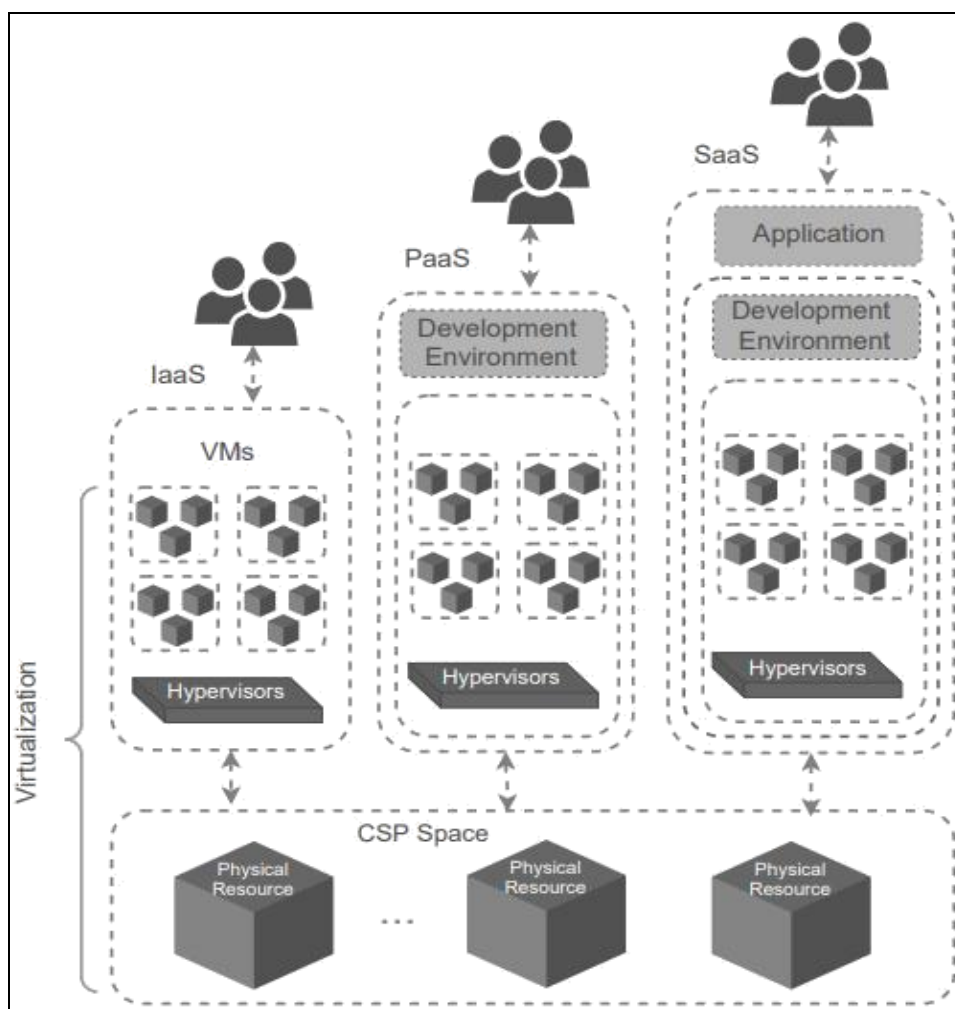 SaaS
Application
PaaS
Development
Environment
Development
Environment
IaaS
VMs
Hypervisors
Hypervisors
Hypervisors
Virtualization
CSP Space
Physical
Resource
...
Physical
Resource
Physical
Resource